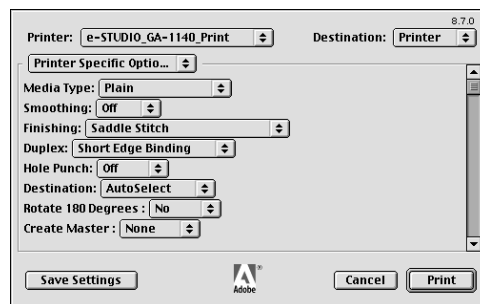 8.7.0
Printer: e-STUDIO_GA-1140_Print Destination: Printer
Printer Specific Optio...
Media Type: Plain
Smoothing: Off
Finishing: Saddle Stitch
Duplex: Short Edge Binding
Hole Punch: Off
Destination: AutoSelect
Rotate 180 Degrees : No
Create Master : None
Save Settings Adobe ® Cancel Print